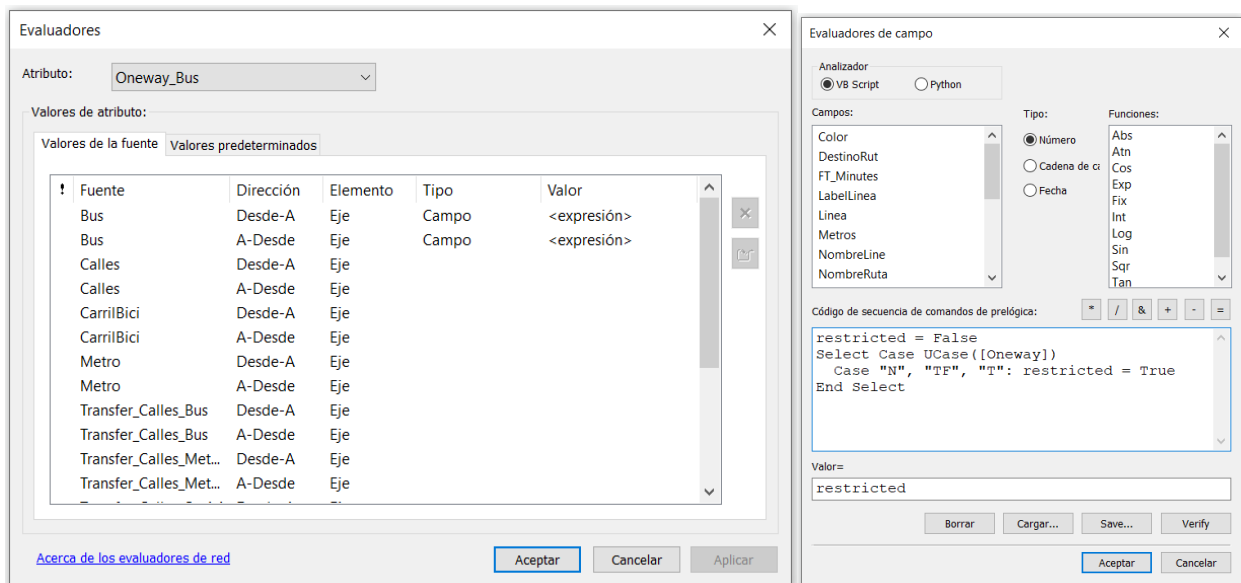 Evaluadores
Atributo: Oneway_Bus
Valores de atributo:
Valores de la fuente Valores predeterminados
! Fuente Dirección Elemento Tipo Valor
Bus Desde-A Eje Campo <expresión>
Bus A-Desde Eje Campo <expresión>
Calles Desde-A Eje
Calles A-Desde Eje
CarrilBici Desde-A Eje
CarrilBici A-Desde Eje
Metro Desde-A Eje
Metro A-Desde Eje
Transfer_Calles_Bus Desde-A Eje
Transfer_Calles_Bus A-Desde Eje
Transfer_Calles_Met... Desde-A Eje
Transfer_Calles_Met... A-Desde Eje
Acerca de los evaluadores de red
Aceptar Cancelar Aplicar
Evaluadores de campo
Analizador
VB Script Python
Campos: Tipo: Funciones:
Color
DestinoRut
FT_Minutes
LabelLinea
Linea
Metros
NombreLine
NombreRuta
Número
Cadena de ca
Fecha
Abs
Atn
Cos
Exp
Fix
Int
Log
Sin
Sqr
Tan
Código de secuencia de comandos de prelógica: * / & + - =
restricted = False
Select Case UCase([Oneway])
Case "N", "TF", "T": restricted = True
End Select
Valor=
restricted
Borrar Cargar... Save... Verify
Aceptar Cancelar